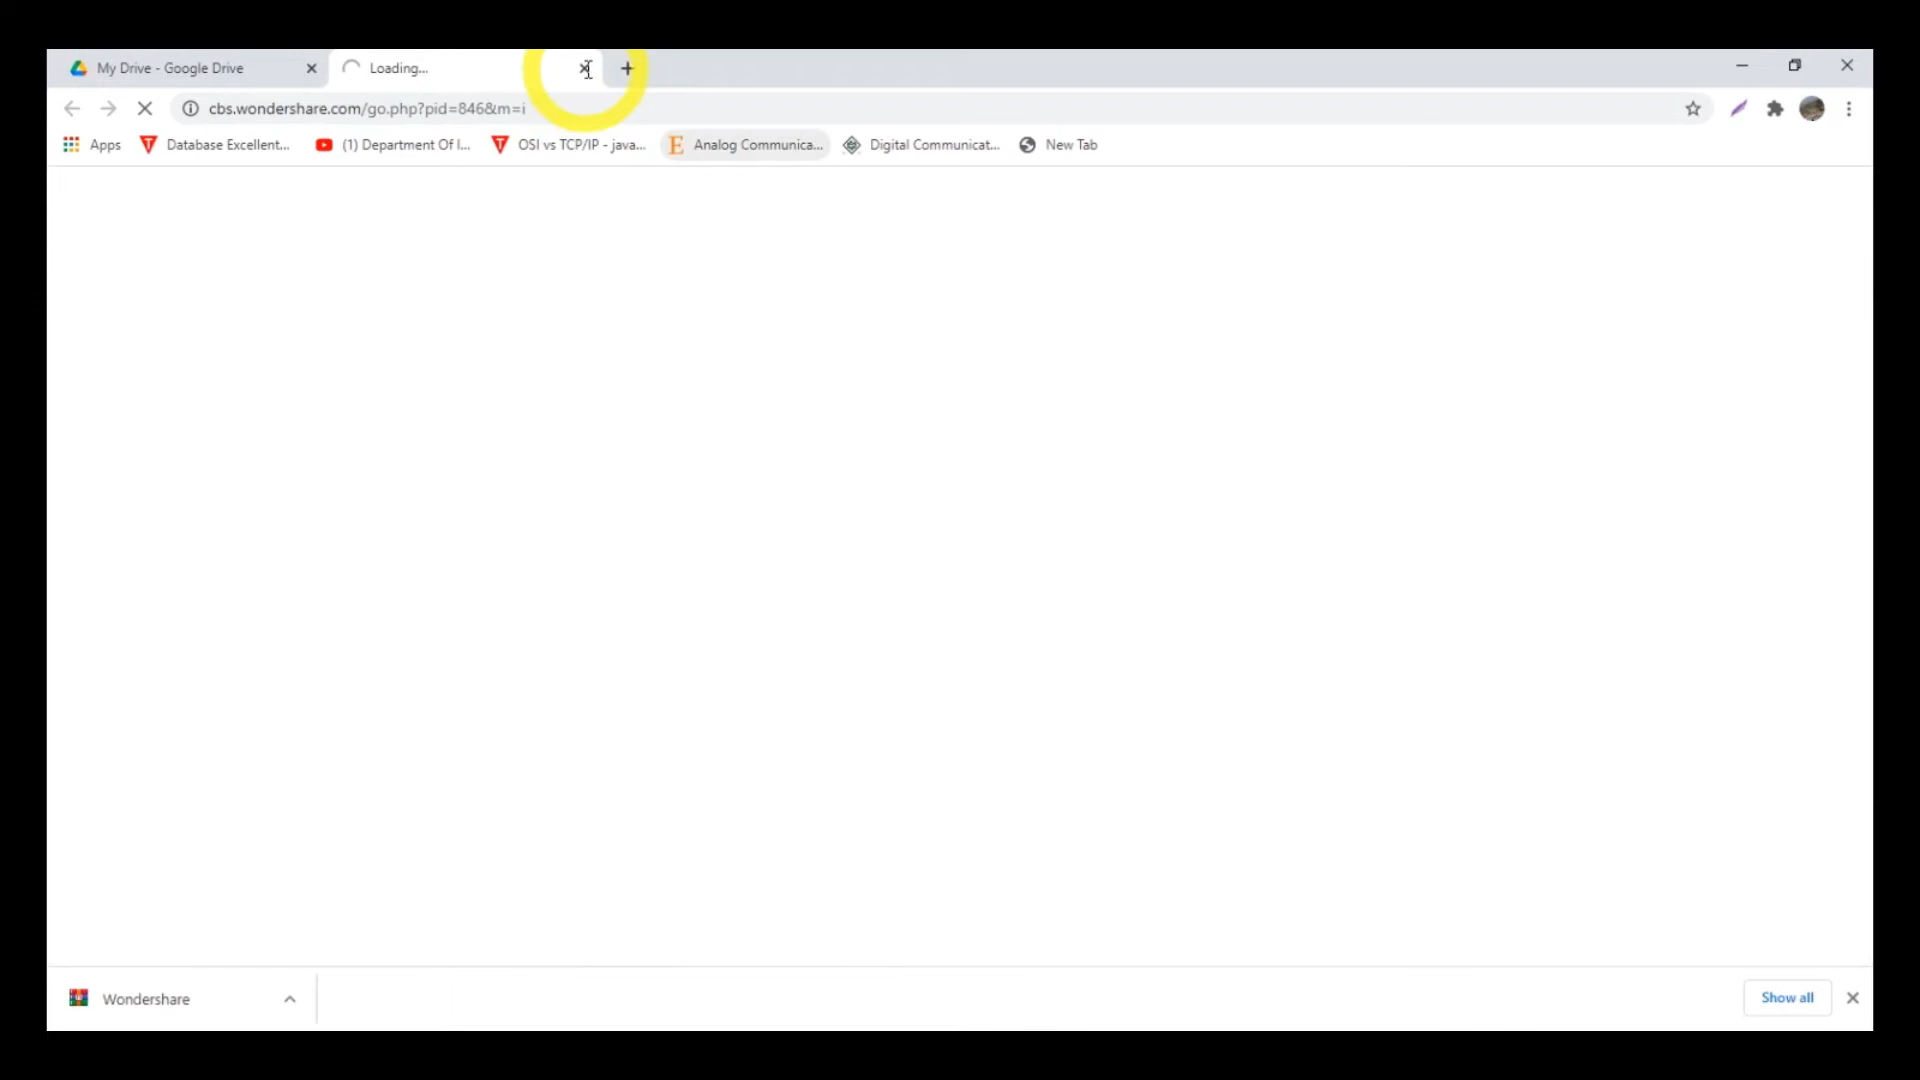 My Drive - Google Drive
Loading...
cbs.wondershare.com/go.php?pid=846&m=i
Apps
Database Excellent...
(1) Department Of I...
OSI vs TCP/IP - java...
Analog Communica...
Digital Communicat...
New Tab
Wondershare
Show all